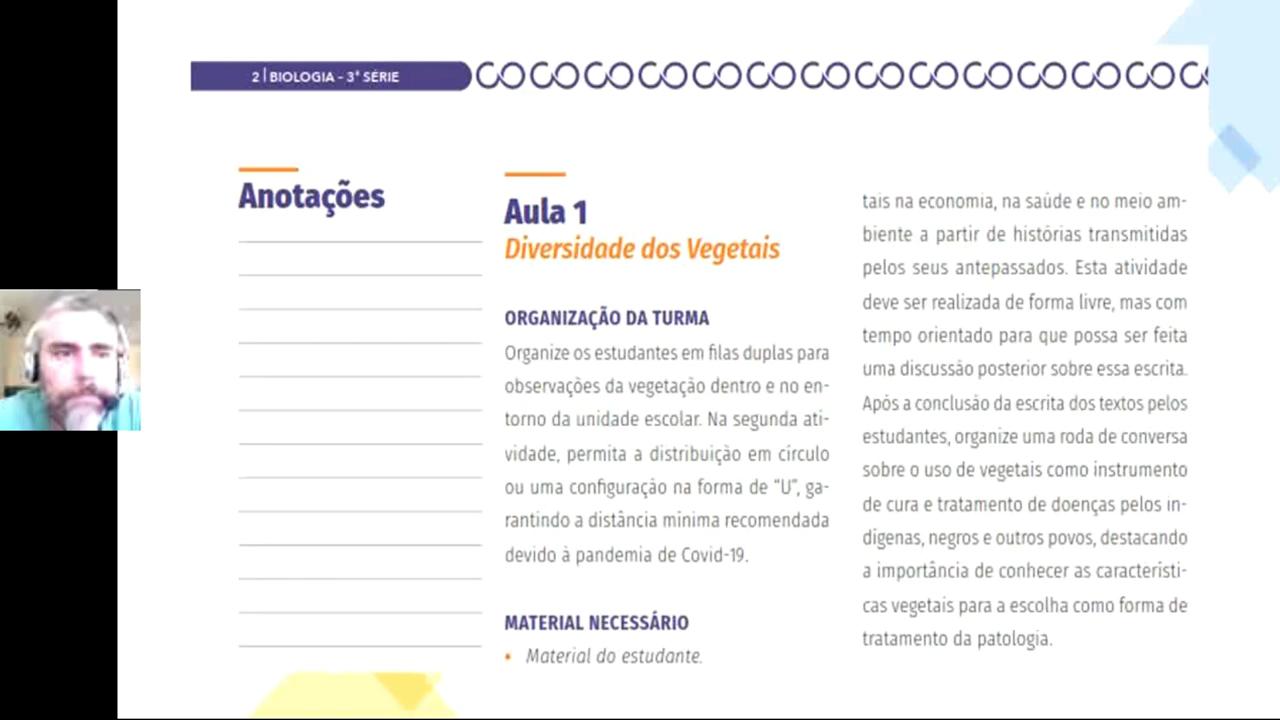 2 | BIOLOGIA - 3ª SÉRIE
Anotações
Aula 1
Diversidade dos Vegetais
ORGANIZAÇÃO DA TURMA
Organize os estudantes em filas duplas para
observações da vegetação dentro e no en-
torno da unidade escolar. Na segunda ati-
vidade, permita a distribuição em círculo
ou uma configuração na forma de “U”, ga-
rantindo a distância mínima recomendada
devido à pandemia de Covid-19.
MATERIAL NECESSÁRIO
• Material do estudante.
tais na economia, na saúde e no meio am-
biente a partir de histórias transmitidas
pelos seus antepassados. Esta atividade
deve ser realizada de forma livre, mas com
tempo orientado para que possa ser feita
uma discussão posterior sobre essa escrita.
Após a conclusão da escrita dos textos pelos
estudantes, organize uma roda de conversa
sobre o uso de vegetais como instrumento
de cura e tratamento de doenças pelos in-
dígenas, negros e outros povos, destacando
a importância de conhecer as característi-
cas vegetais para a escolha como forma de
tratamento da patologia.